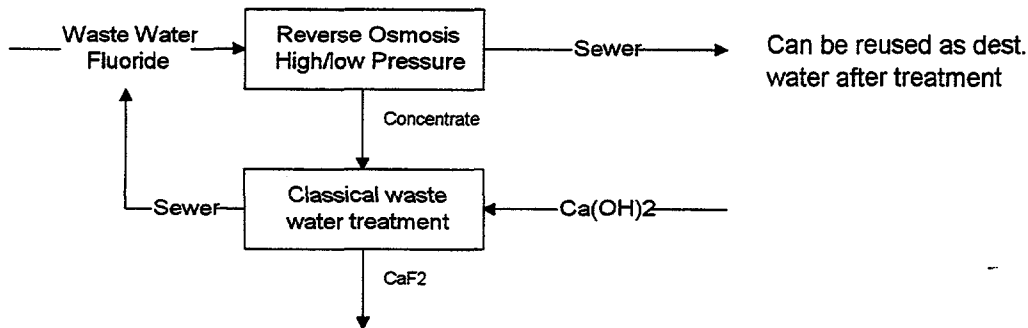 Waste Water
Fluoride
Reverse Osmosis
High/low Pressure
Sewer
Can be reused as dest.
water after treatment
Concentrate
Classical waste
water treatment
Sewer
Ca(OH)2
CaF2